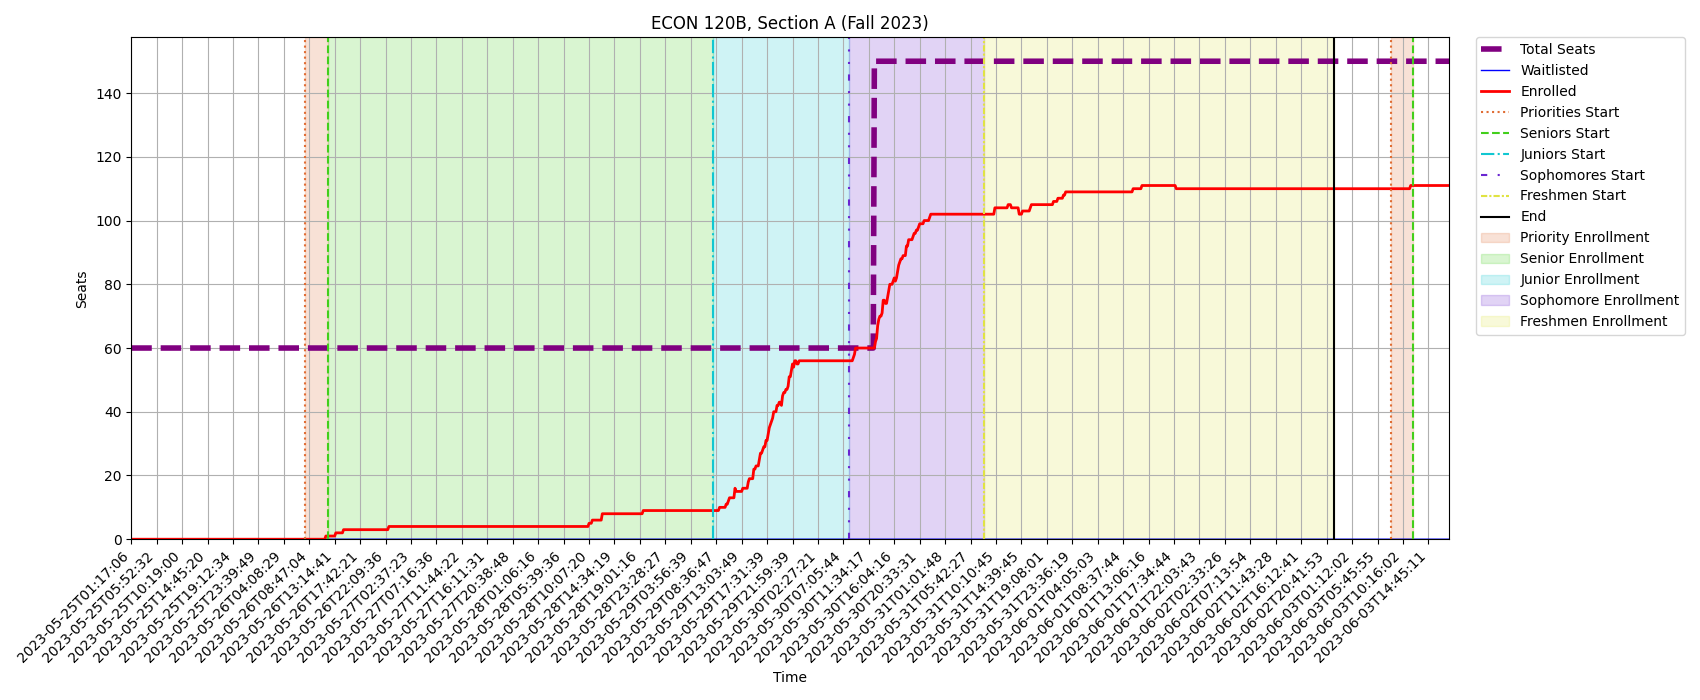 ECON 120B, Section A (Fall 2023)
Seats
140
120
100
80
60
40
20
0
2023-05-25T01:17:06
2023-05-25T05:52:32
2023-05-25T10:19:00
2023-05-25T14:45:20
2023-05-25T19:12:34
2023-05-25T23:39:49
2023-05-26T04:08:29
2023-05-26T08:47:04
2023-05-26T13:14:41
2023-05-26T17:42:21
2023-05-26T22:09:36
2023-05-27T02:37:23
2023-05-27T07:16:36
2023-05-27T11:44:22
2023-05-27T16:11:31
2023-05-27T20:38:48
2023-05-28T01:06:16
2023-05-28T05:39:36
2023-05-28T10:07:20
2023-05-28T14:34:19
2023-05-28T19:01:16
2023-05-28T23:28:27
2023-05-29T03:56:39
2023-05-29T08:36:47
2023-05-29T13:03:49
2023-05-29T17:31:39
2023-05-29T21:59:39
2023-05-30T02:27:21
2023-05-30T07:05:44
2023-05-30T11:34:17
2023-05-30T16:04:16
2023-05-30T20:33:31
2023-05-31T01:01:48
2023-05-31T05:42:27
2023-05-31T10:10:45
2023-05-31T14:39:45
2023-05-31T19:08:01
2023-05-31T23:36:19
2023-06-01T04:05:03
2023-06-01T08:37:44
2023-06-01T13:06:16
2023-06-01T17:34:44
2023-06-01T22:03:43
2023-06-02T02:33:26
2023-06-02T07:13:54
2023-06-02T11:43:28
2023-06-02T16:12:41
2023-06-02T20:41:53
2023-06-03T01:12:02
2023-06-03T05:45:55
2023-06-03T10:16:02
2023-06-03T14:45:11
Time
Total Seats
Waitlisted
Enrolled
Priorities Start
Seniors Start
Juniors Start
Sophomores Start
Freshmen Start
End
Priority Enrollment
Senior Enrollment
Junior Enrollment
Sophomore Enrollment
Freshmen Enrollment